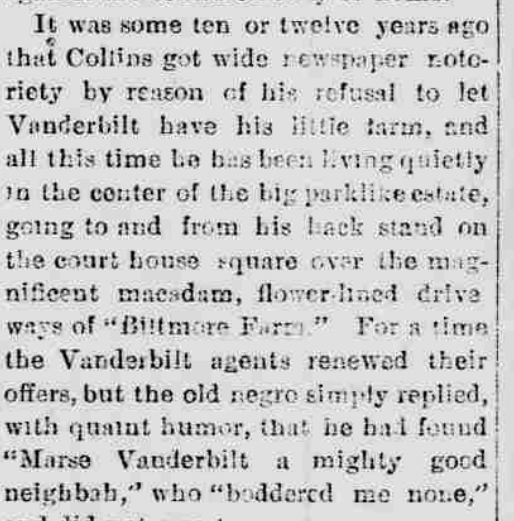 It was some ten or twelve years ago
that Collins got wide newspaper noto-
riety by reason of his refusal to let
Vanderbilt have his little farm, and
all this time he has been living quietly
in the center of the big parklike estate,
going to and from his hack stand on
the court house square over the mag-
nificent macadam, flower-lined drive
ways of "Biltmore Farm." For a time
the Vanderbilt agents renewed their
offers, but the old negro simply replied,
with quaint humor, that he had found
"Marse Vanderbilt a mighty good
neighbah," who "boddered me none,"